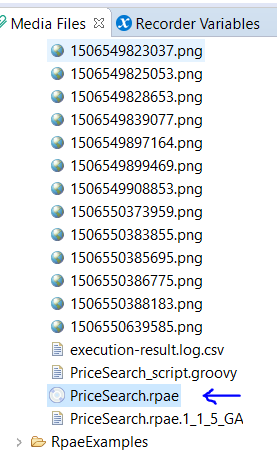 Media Files
Recorder Variables
1506549823037.png
1506549825053.png
1506549828653.png
1506549839077.png
1506549897164.png
1506549899469.png
1506549908853.png
1506550373959.png
1506550383855.png
1506550385695.png
1506550386775.png
1506550388183.png
1506550639585.png
execution-result.log.csv
PriceSearch_script.groovy
PriceSearch.rpae
PriceSearch.rpae.1_1_5_GA
RpaeExamples